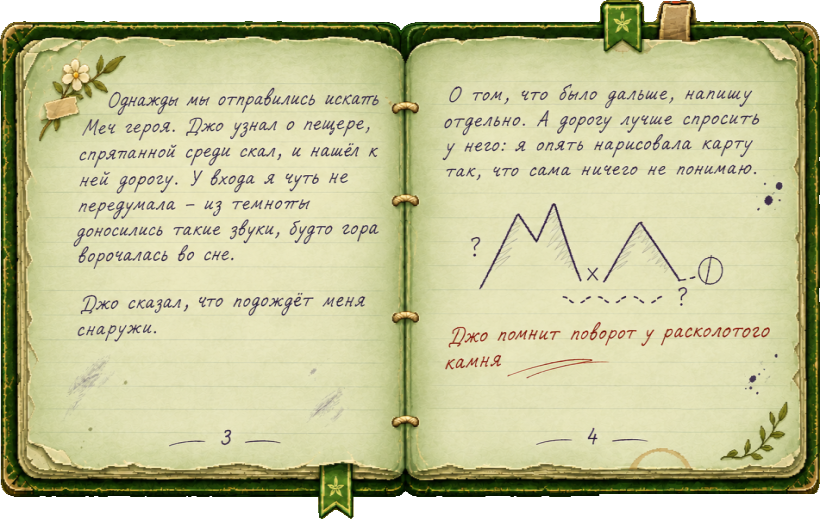 Однажды мы отправились искать
Меч героя. Джо узнал о пещере,
спрятанной среди скал, и нашёл к
ней дорогу. У входа я чуть не
передумала – из темноты
доносились такие звуки, будто гора
ворочалась во сне.
Джо сказал, что подождёт меня
снаружи.
3
О том, что было дальше, напишу
отдельно. А дорогу лучше спросить
у него: я опять нарисовала карту
так, что сама ничего не понимаю.
?
x
?
Джо помнит поворот у расколотого
камня
4